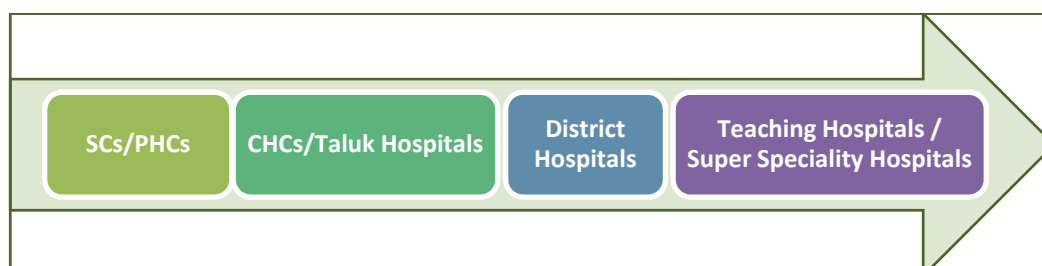 SCs/PHCs
CHCs/Taluk Hospitals
District
Hospitals
Teaching Hospitals /
Super Speciality Hospitals